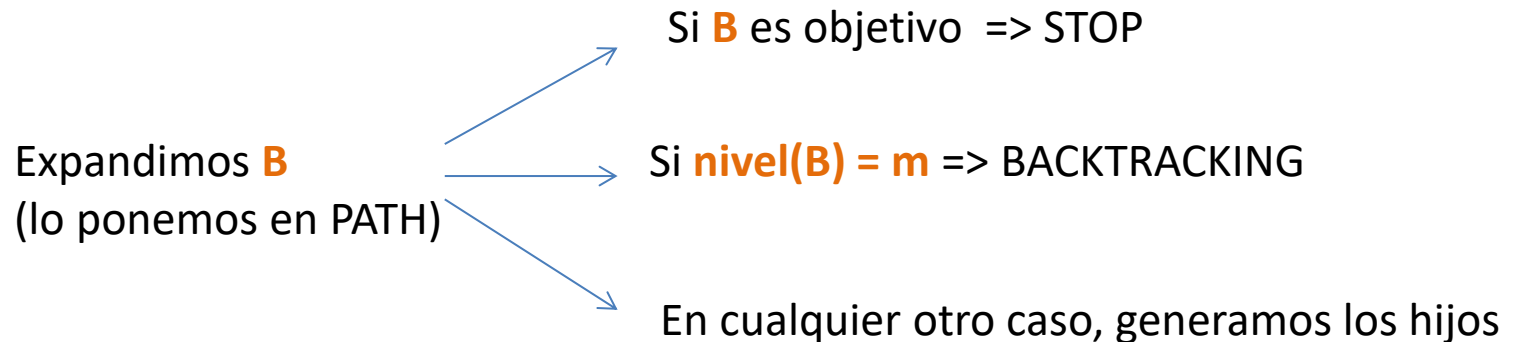 Si B es objetivo => STOP
Expandimos B
(lo ponemos en PATH)
Si nivel(B) = m => BACKTRACKING
En cualquier otro caso, generamos los hijos